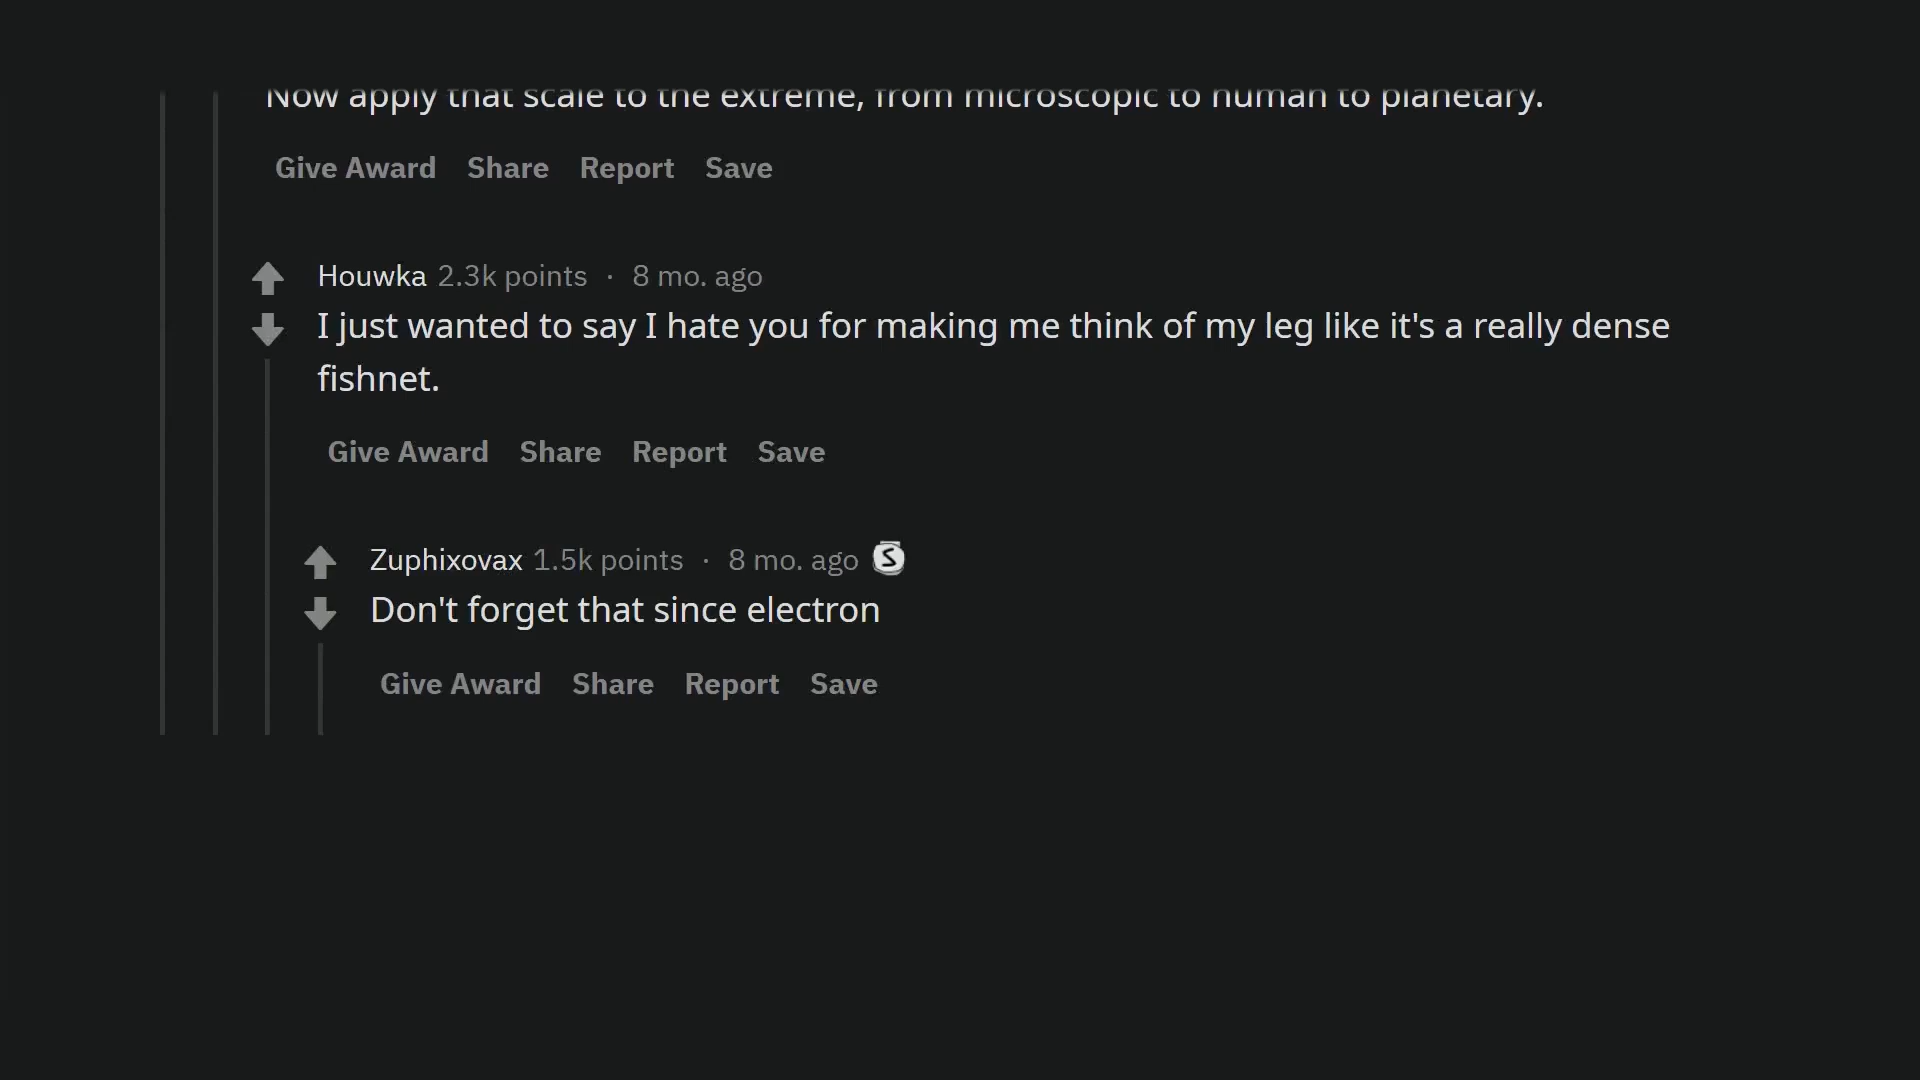 Now apply that scale to the extreme, from microscopic to human to planetary.
Give Award Share Report Save
Houwka 2.3k points · 8 mo. ago
I just wanted to say I hate you for making me think of my leg like it's a really dense
fishnet.
Give Award Share Report Save
Zuphixovax 1.5k points · 8 mo. ago S
Don't forget that since electron
Give Award Share Report Save